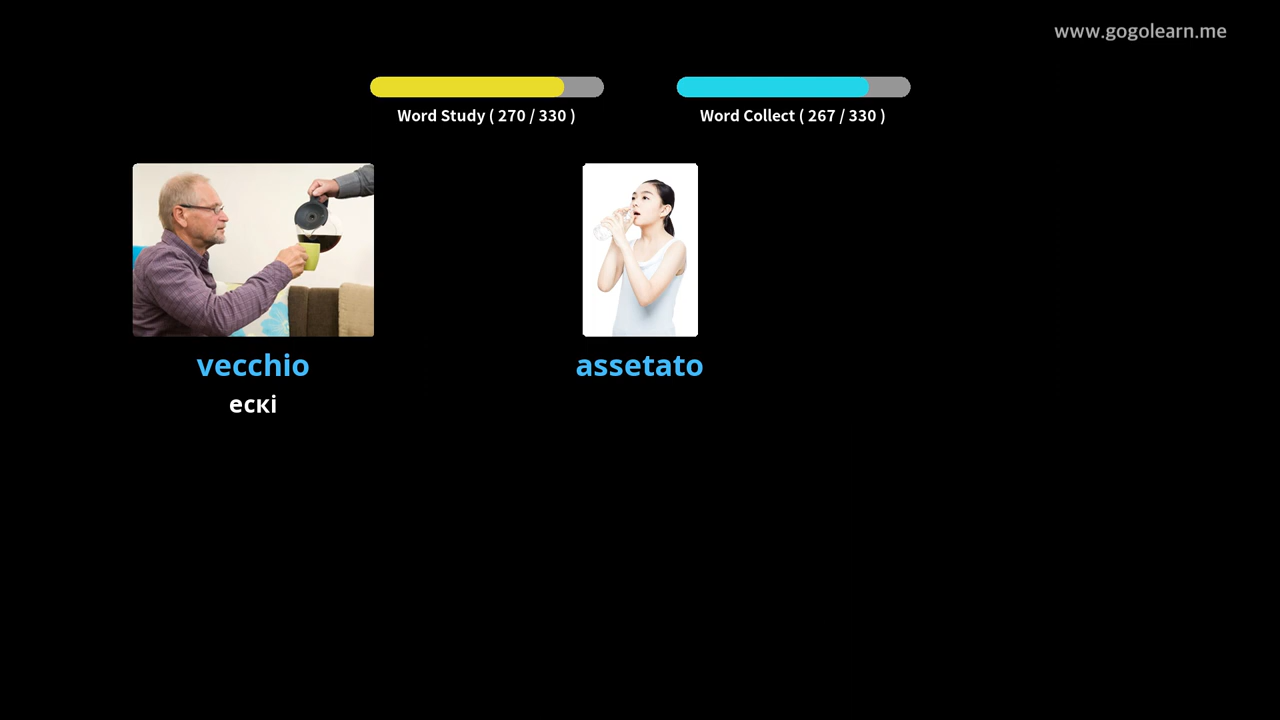 www.gogolearn.me
Word Study ( 270 / 330 )
Word Collect ( 267 / 330 )
vecchio
ескі
assetato